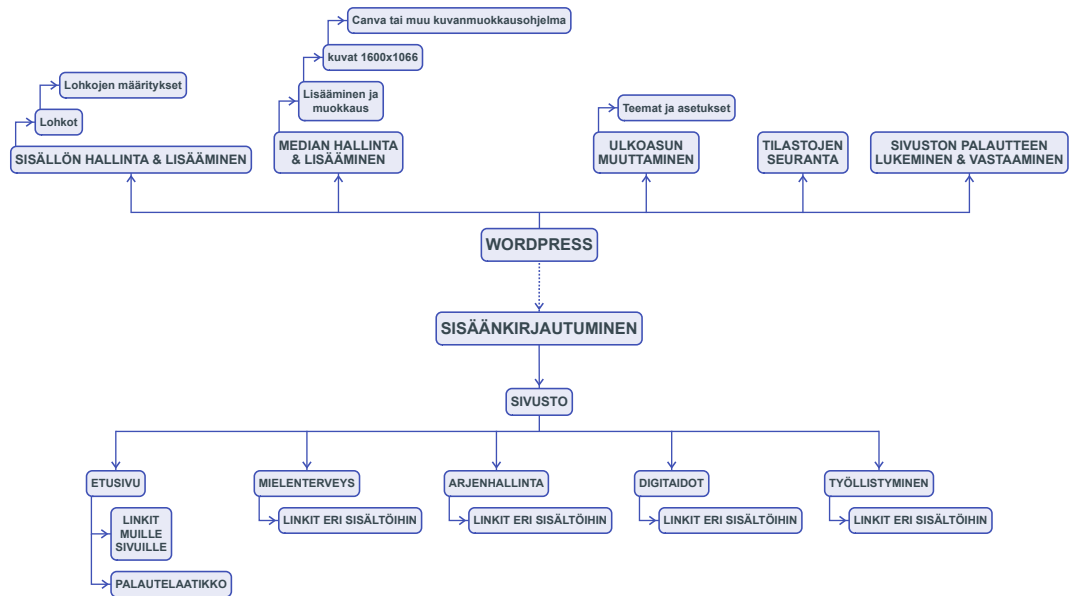 Canva tai muu kuvanmuokkausohjelma
kuvat 1600x1066
Lohkojen määritykset
Lisääminen ja
muokkaus
Teemat ja asetukset
Lohkot
SISÄLLÖN HALLINTA & LISÄÄMINEN
MEDIAN HALLINTA
& LISÄÄMINEN
ULKOASUN
MUUTTAMINEN
TILASTOJEN
SEURANTA
SIVUSTON PALAUTTEEN
LUKEMINEN & VASTAAMINEN
WORDPRESS
SISÄÄNKIRJAUTUMINEN
SIVUSTO
ETUSIVU
MIELENTERVEYS
ARJENHALLINTA
DIGITAIDOT
TYÖLLISTYMINEN
LINKIT
MUILLE
SIVUILLE
LINKIT ERI SISÄLTÖIHIN
LINKIT ERI SISÄLTÖIHIN
LINKIT ERI SISÄLTÖIHIN
LINKIT ERI SISÄLTÖIHIN
PALAUTELAATIKKO